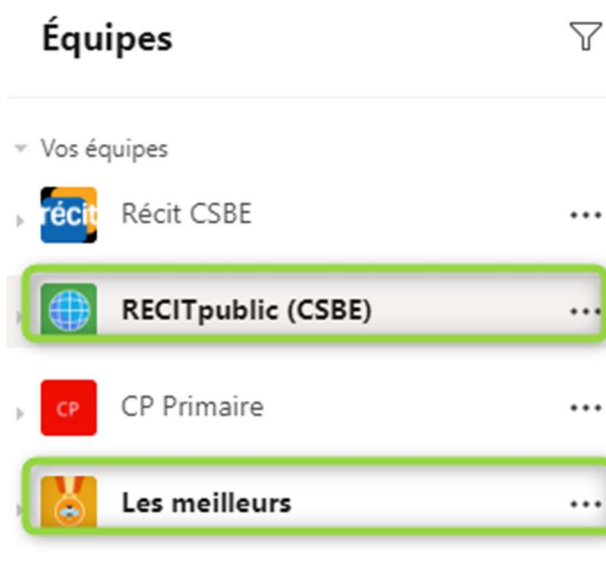 Équipes
Vos équipes
récit Récit CSBE
RECITpublic (CSBE)
CP CP Primaire
Les meilleurs